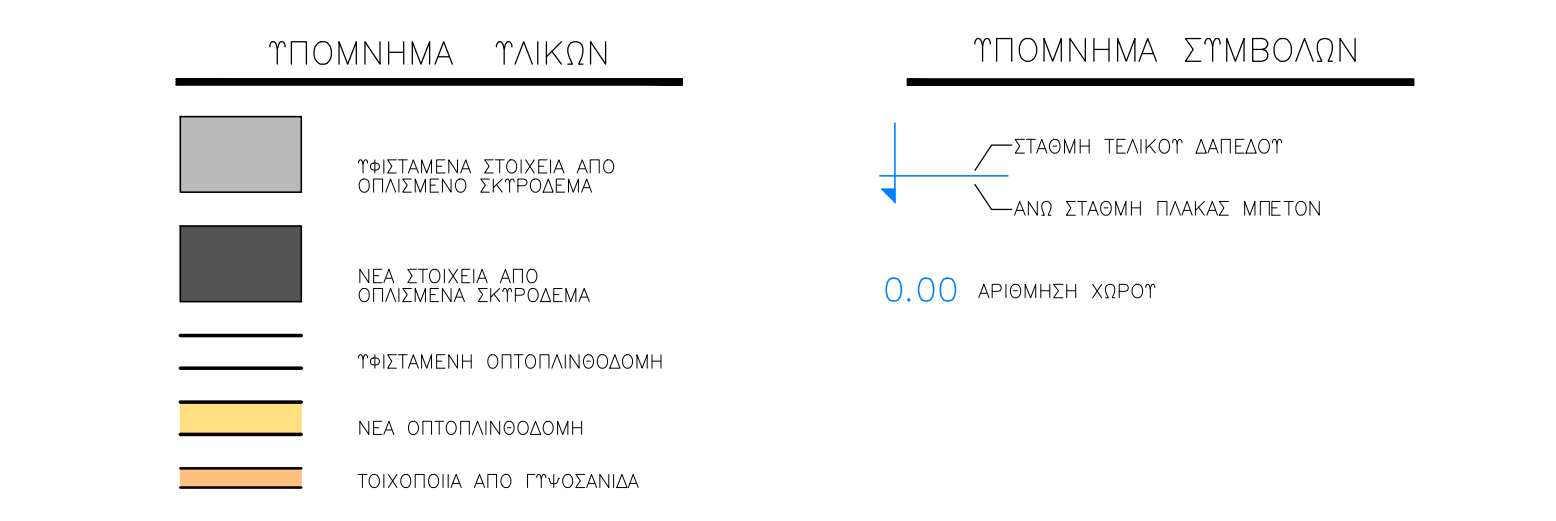 ΥΠΟΜΝΗΜΑ ΥΛΙΚΩΝ
ΥΦΙΣΤΑΜΕΝΑ ΣΤΟΙΧΕΙΑ ΑΠΟ
ΟΠΛΙΣΜΕΝΟ ΣΚΥΡΟΔΕΜΑ
ΝΕΑ ΣΤΟΙΧΕΙΑ ΑΠΟ
ΟΠΛΙΣΜΕΝΑ ΣΚΥΡΟΔΕΜΑ
ΥΦΙΣΤΑΜΕΝΗ ΟΠΤΟΠΛΙΝΘΟΔΟΜΗ
ΝΕΑ ΟΠΤΟΠΛΙΝΘΟΔΟΜΗ
ΤΟΙΧΟΠΟΙΙΑ ΑΠΟ ΓΥΨΟΣΑΝΙΔΑ
ΥΠΟΜΝΗΜΑ ΣΥΜΒΟΛΩΝ
ΣΤΑΘΜΗ ΤΕΛΙΚΟΥ ΔΑΠΕΔΟΥ
ΑΝΩ ΣΤΑΘΜΗ ΠΛΑΚΑΣ ΜΠΕΤΟΝ
0.00 ΑΡΙΘΜΗΣΗ ΧΩΡΟΥ